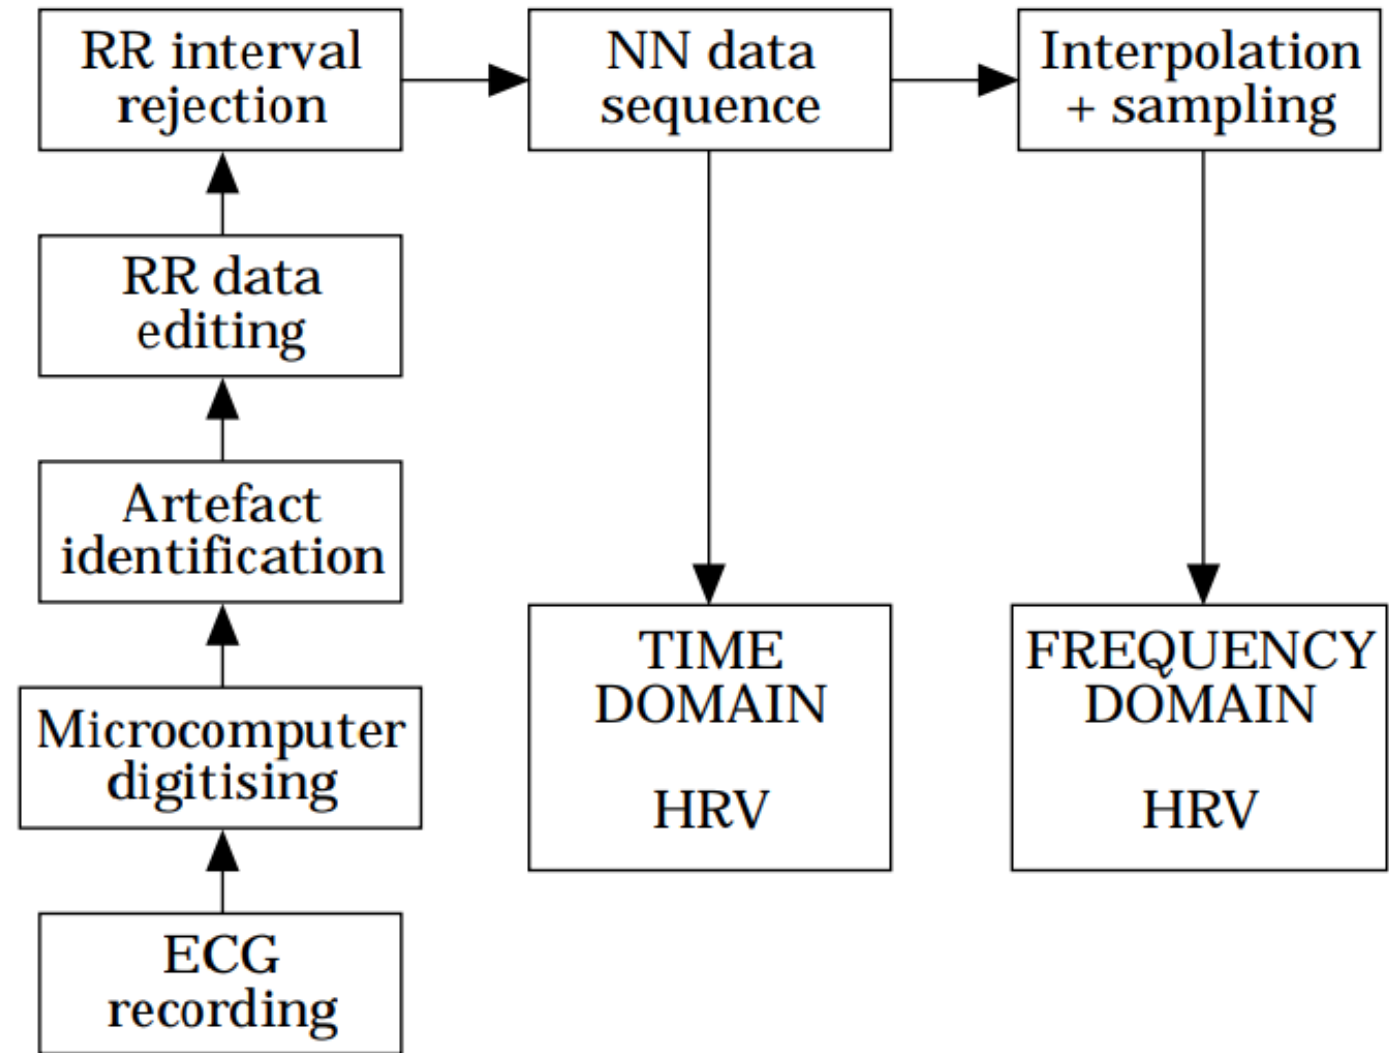 RR interval
rejection
NN data
sequence
Interpolation
+ sampling
RR data
editing
Artefact
identification
Microcomputer
digitising
ECG
recording
TIME
DOMAIN
HRV
FREQUENCY
DOMAIN
HRV